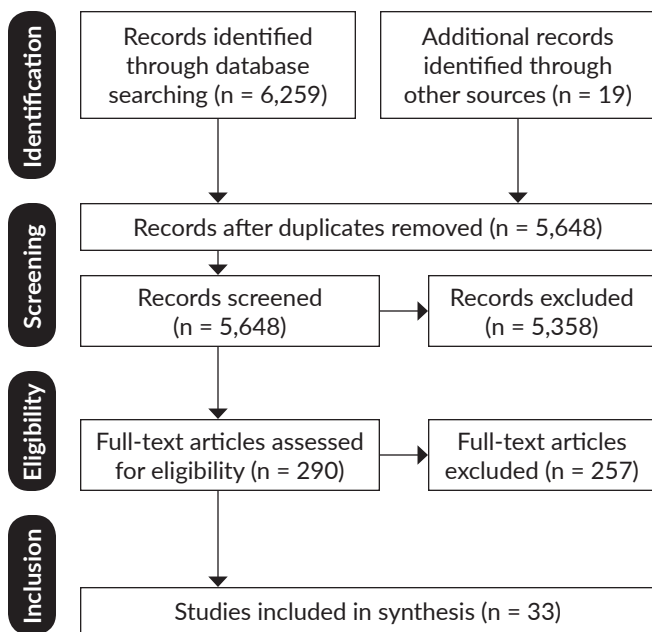 Identification
Records identified
through database
searching (n = 6,259)
Additional records
identified through
other sources (n = 19)
Screening
Records after duplicates removed (n = 5,648)
Records screened
(n = 5,648)
Records excluded
(n = 5,358)
Eligibility
Full-text articles assessed
for eligibility (n = 290)
Full-text articles
excluded (n = 257)
Inclusion
Studies included in synthesis (n = 33)